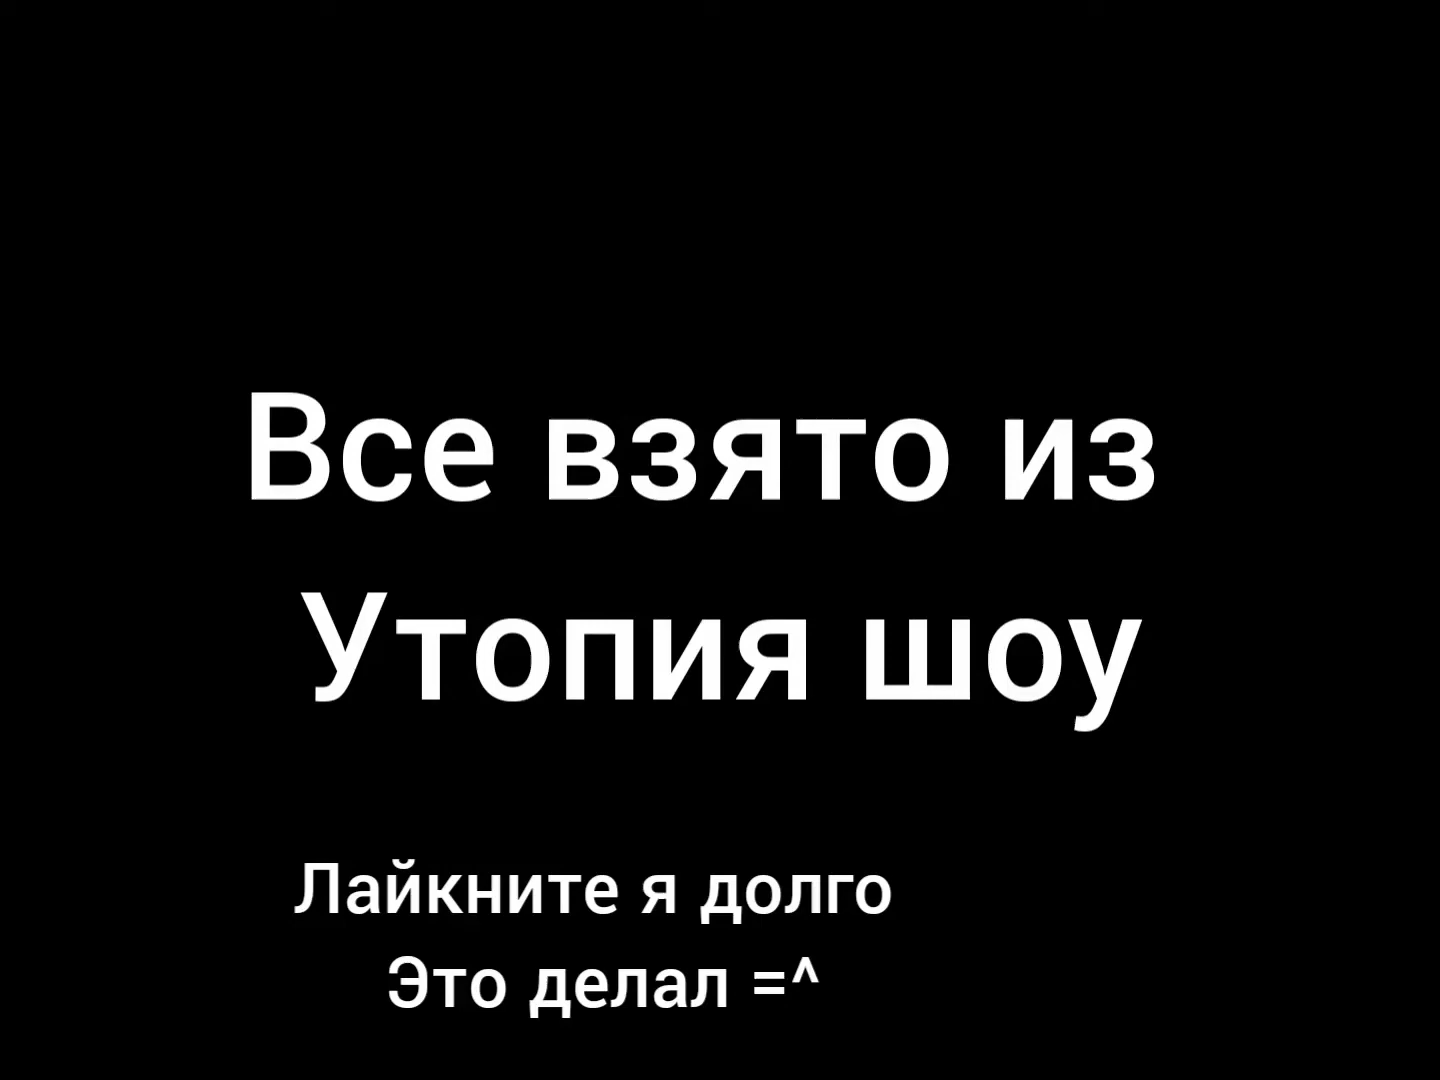 Все взято из
Утопия шоу
Лайкните я долго
Это делал =^